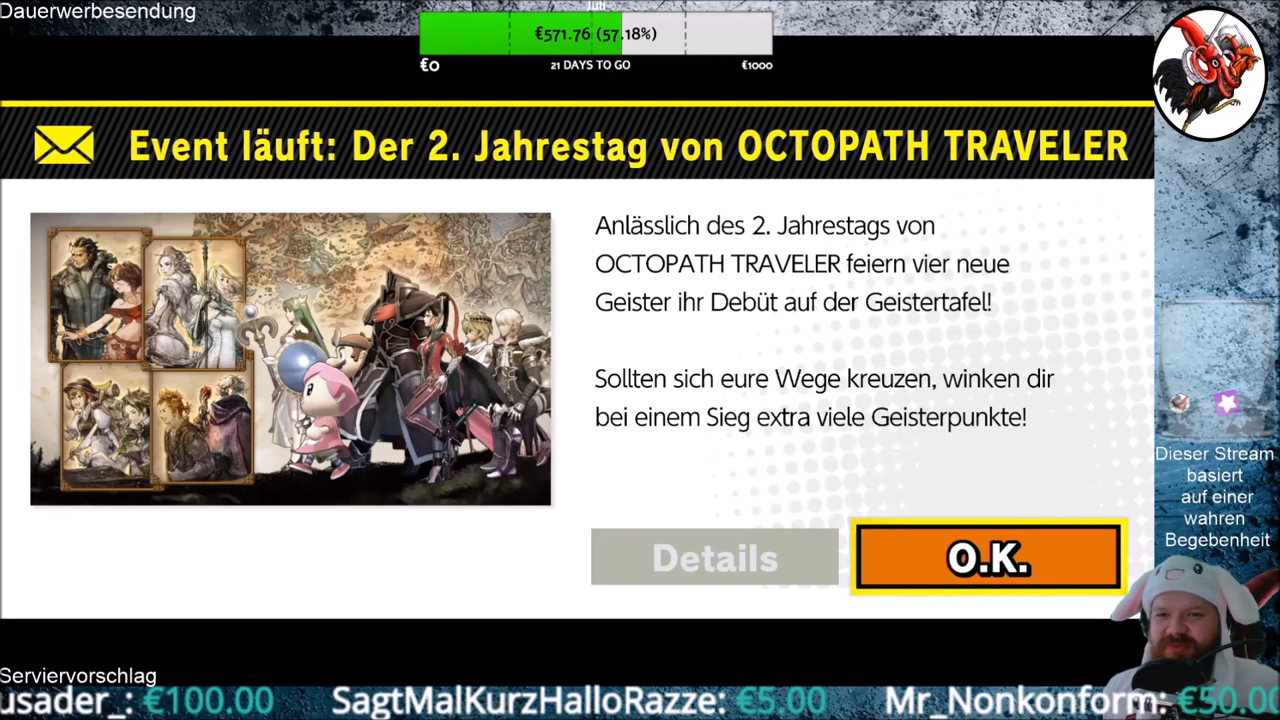 Dauerwerbesendung
Juli
€571.76 (57.18%)
€0
21 DAYS TO GO
€1000
Event läuft: Der 2. Jahrestag von OCTOPATH TRAVELER
Anlässlich des 2. Jahrestags von
OCTOPATH TRAVELER feiern vier neue
Geister ihr Debüt auf der Geistertafel!
Sollten sich eure Wege kreuzen, winken dir
bei einem Sieg extra viele Geisterpunkte!
Details
O.K.
Dieser Stream
basiert
auf einer
wahren
Begebenheit
Serviervorschlag
usader_: €100.00 SagtMalKurzHalloRazze: €5.00 Mr_Nonkonform: €50.00